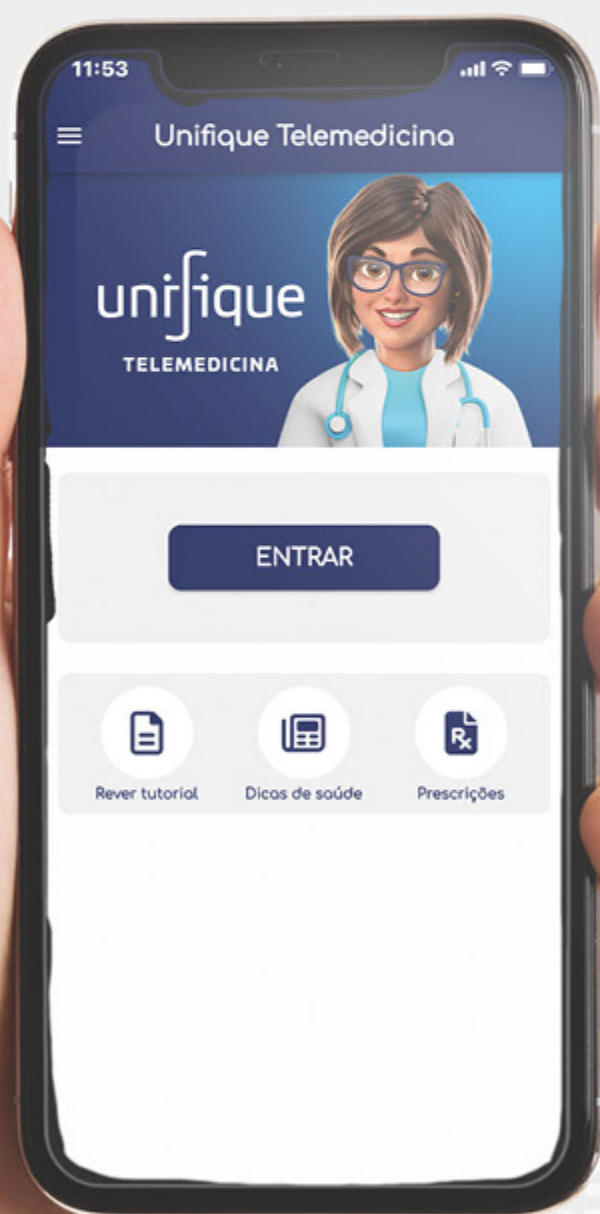 11:53
Unifique Telemedicina
unifique
TELEMEDICINA
ENTRAR
Rever tutorial
Dicas de saúde
Prescrições